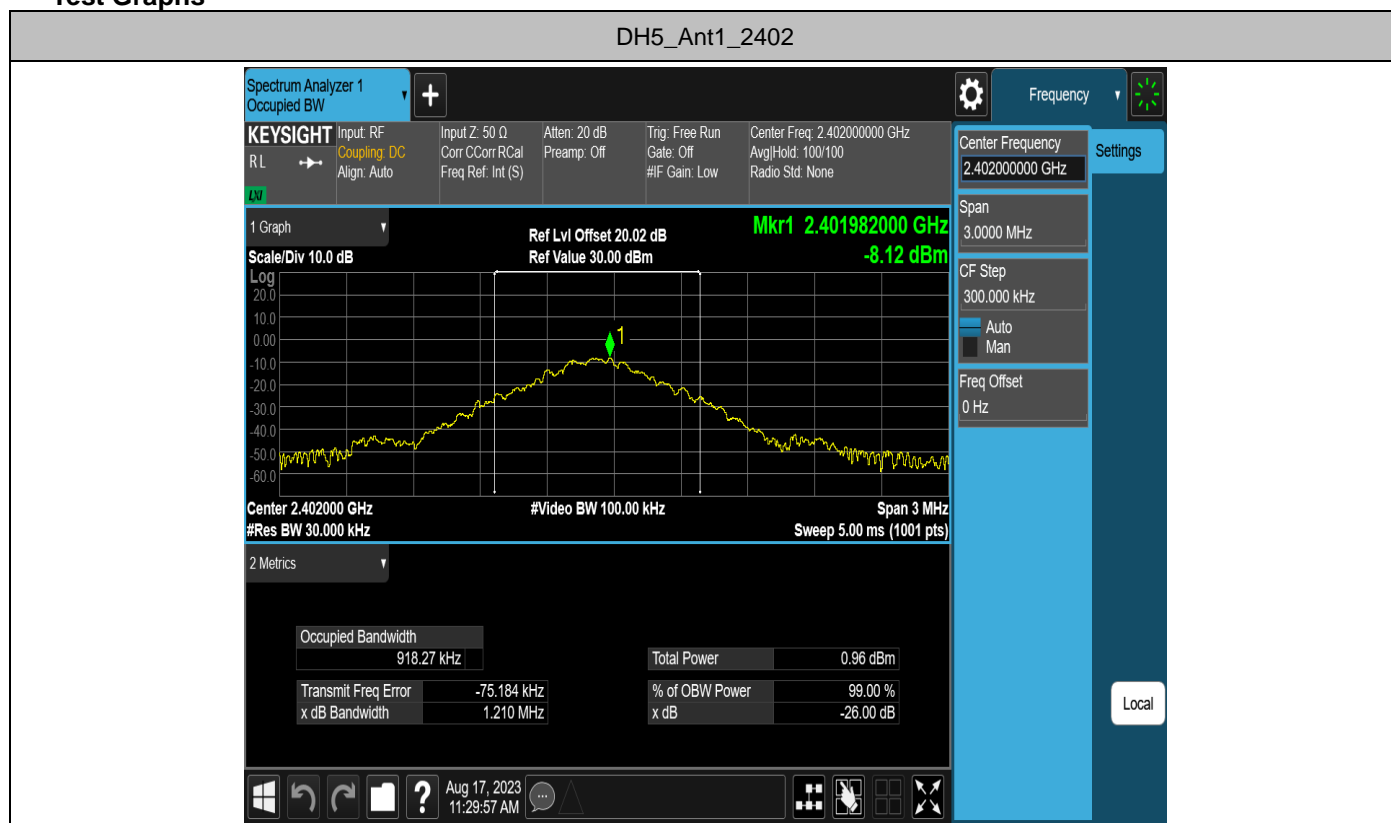 Test Graphs
DH5_Ant1_2402
Spectrum Analyzer 1
Occupied BW
+
Frequency
KEYSIGHT
R L
LXI
Input: RF
Coupling: DC
Align: Auto
Input Z: 50 Ω
Corr CCorr RCal
Freq Ref: Int (S)
Atten: 20 dB
Preamp: Off
Trig: Free Run
Gate: Off
#IF Gain: Low
Center Freq: 2.402000000 GHz
Avg|Hold: 100/100
Radio Std: None
Center Frequency
2.402000000 GHz
Settings
Span
3.0000 MHz
CF Step
300.000 kHz
Auto
Man
Freq Offset
0 Hz
Local
1 Graph
Scale/Div 10.0 dB
Ref Lvl Offset 20.02 dB
Ref Value 30.00 dBm
Mkr1 2.401982000 GHz
-8.12 dBm
Log
20.0
10.0
0.00
-10.0
-20.0
-30.0
-40.0
-50.0
-60.0
1
Center 2.402000 GHz
#Res BW 30.000 kHz
#Video BW 100.00 kHz
Span 3 MHz
Sweep 5.00 ms (1001 pts)
2 Metrics
Occupied Bandwidth
918.27 kHz
Total Power 0.96 dBm
Transmit Freq Error -75.184 kHz
% of OBW Power 99.00 %
x dB Bandwidth 1.210 MHz
x dB -26.00 dB
?
Aug 17, 2023
11:29:57 AM